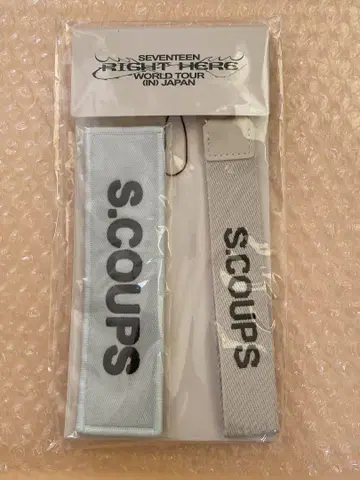 SEVENTEEN
RIGHT HERE
WORLD TOUR
(IN) JAPAN
S.COUPS
S.COUPS